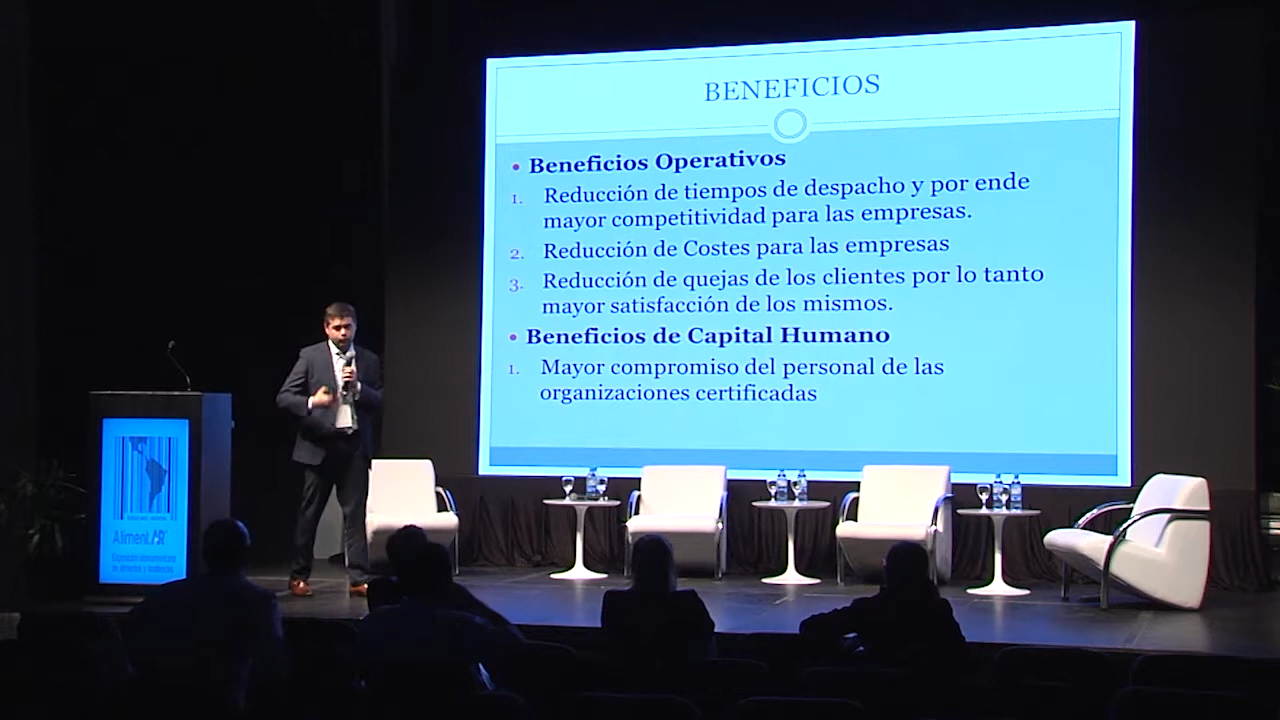 BENEFICIOS
• Beneficios Operativos
1. Reducción de tiempos de despacho y por ende
mayor competitividad para las empresas.
2. Reducción de Costes para las empresas
3. Reducción de quejas de los clientes por lo tanto
mayor satisfacción de los mismos.
• Beneficios de Capital Humano
1. Mayor compromiso del personal de las
organizaciones certificadas
Aliment.AR